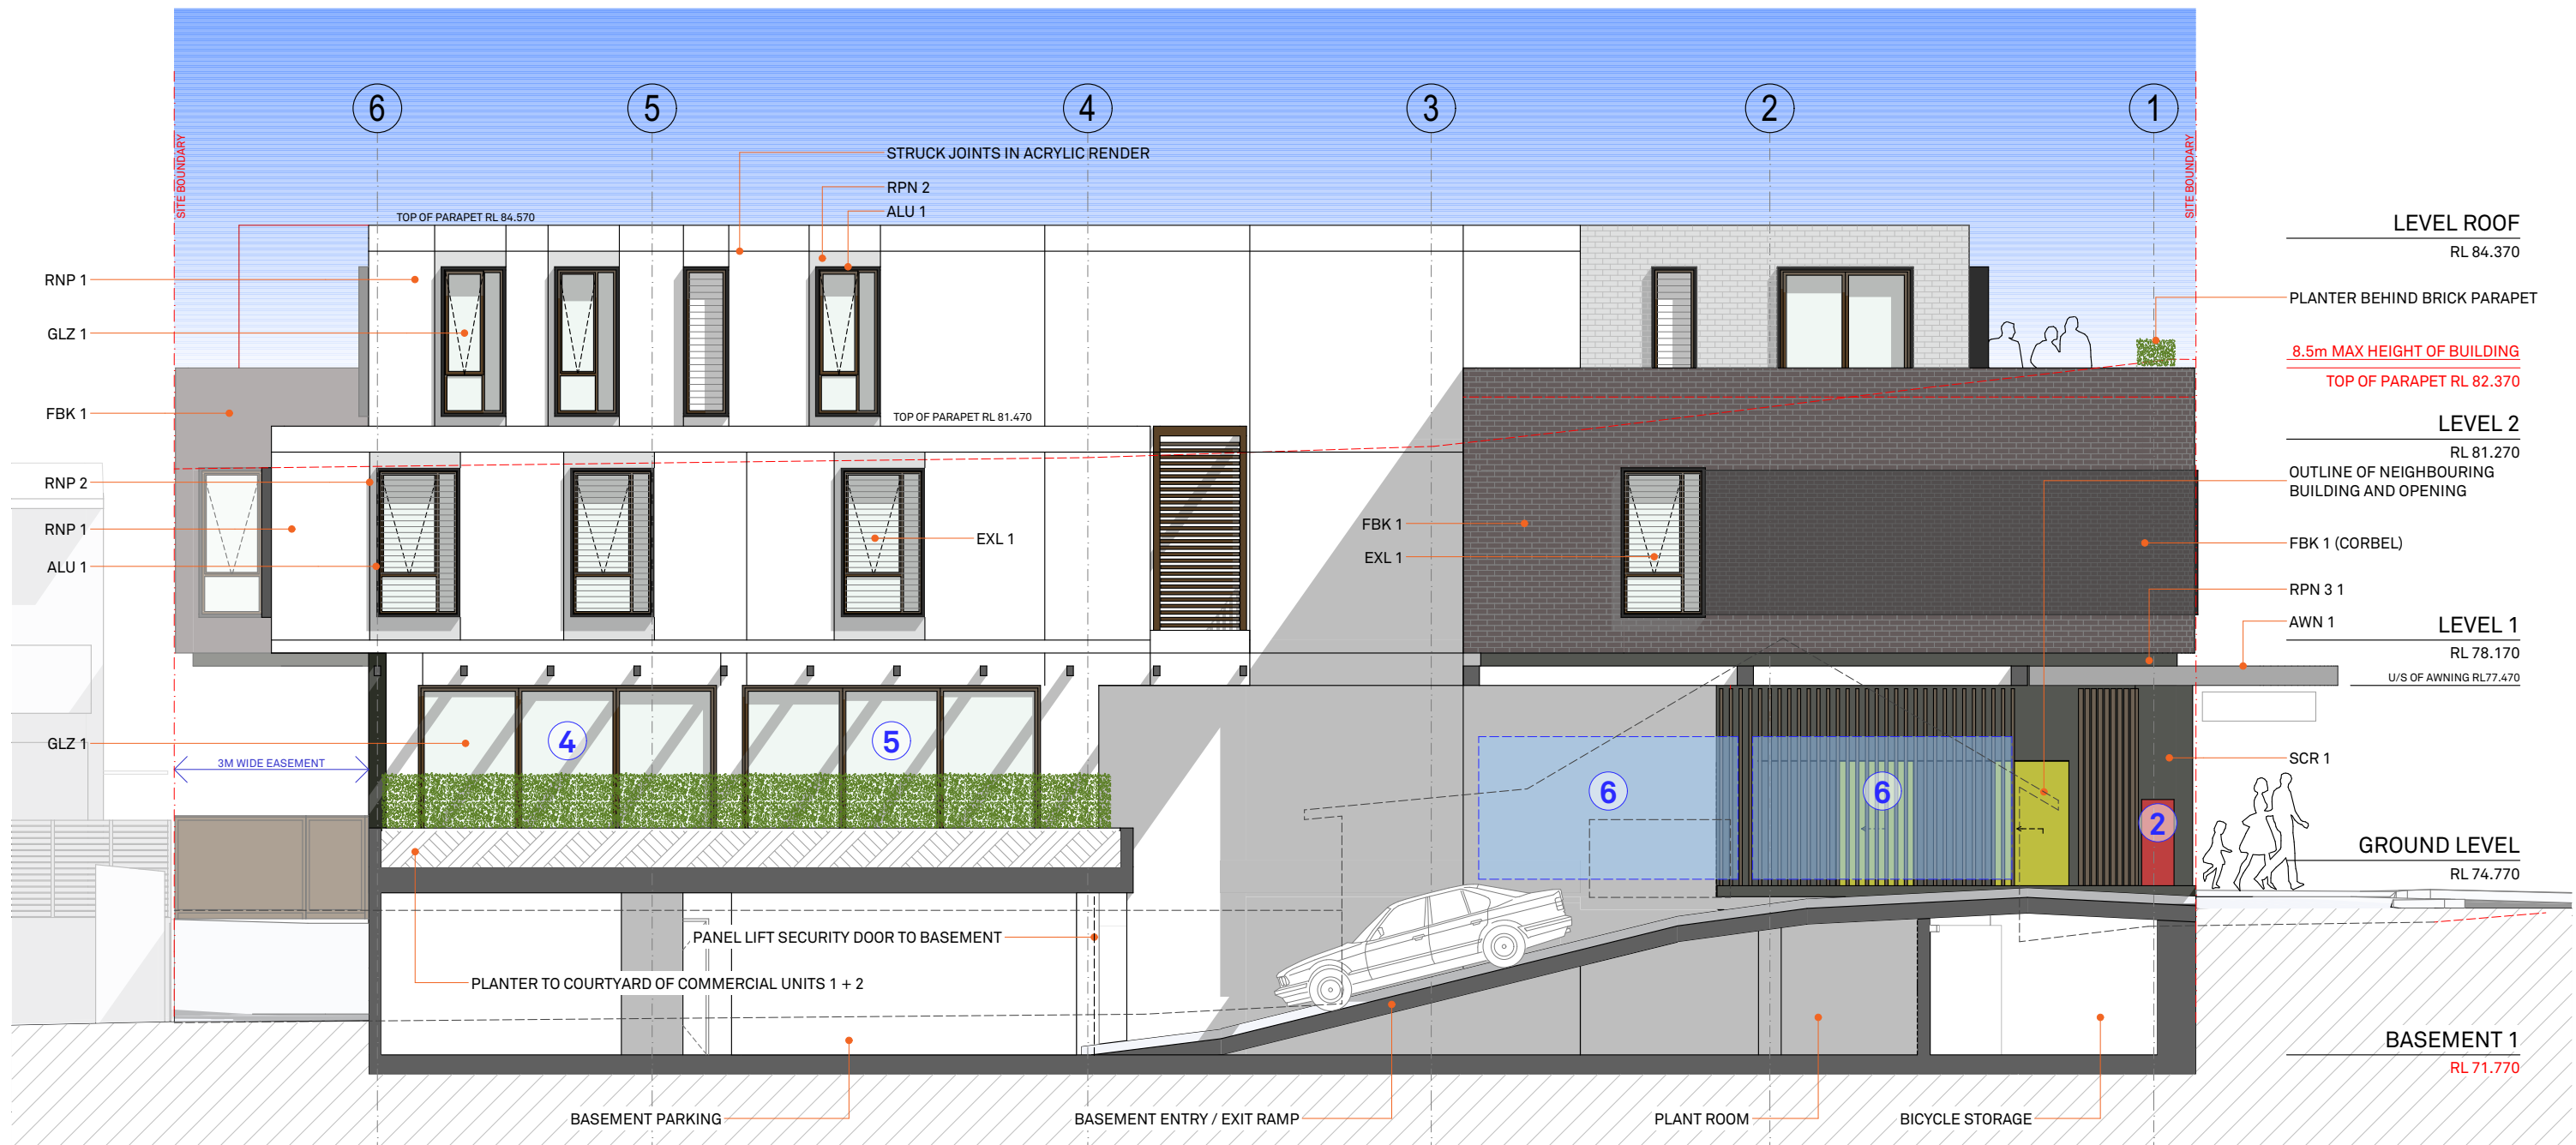 6
5
4
3
2
1
SITE BOUNDARY
SITE BOUNDARY
STRUCK JOINTS IN ACRYLIC RENDER
RPN 2
ALU 1
TOP OF PARAPET RL 84.570
LEVEL ROOF
RL 84.370
RNP 1
GLZ 1
PLANTER BEHIND BRICK PARAPET
8.5m MAX HEIGHT OF BUILDING
TOP OF PARAPET RL 82.370
FBK 1
TOP OF PARAPET RL 81.470
LEVEL 2
RL 81.270
RNP 2
OUTLINE OF NEIGHBOURING
BUILDING AND OPENING
RNP 1
EXL 1
FBK 1
EXL 1
FBK 1 (CORBEL)
ALU 1
RPN 3 1
AWN 1
LEVEL 1
RL 78.170
U/S OF AWNING RL77.470
GLZ 1
4
5
3M WIDE EASEMENT
SCR 1
6
6
2
GROUND LEVEL
RL 74.770
PANEL LIFT SECURITY DOOR TO BASEMENT
PLANTER TO COURTYARD OF COMMERCIAL UNITS 1 + 2
BASEMENT 1
RL 71.770
BASEMENT PARKING
BASEMENT ENTRY / EXIT RAMP
PLANT ROOM
BICYCLE STORAGE